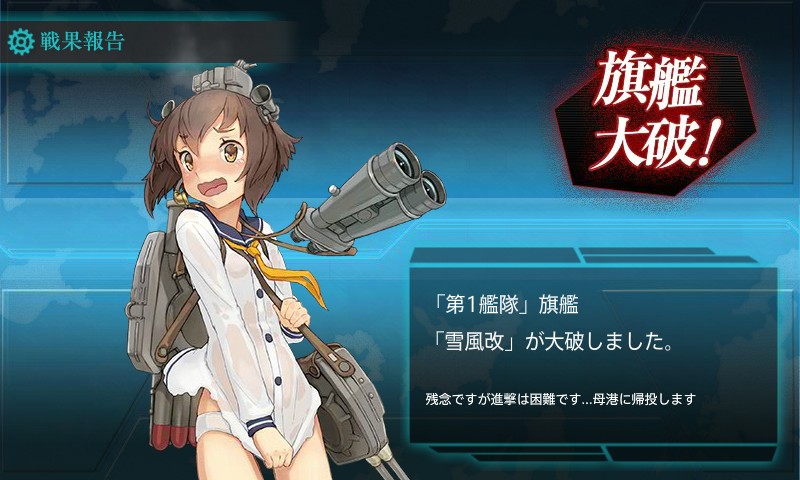 戦果報告
旗艦
大破!
「第1艦隊」旗艦
「雪風改」が大破しました。
残念ですが進撃は困難です...母港に帰投します